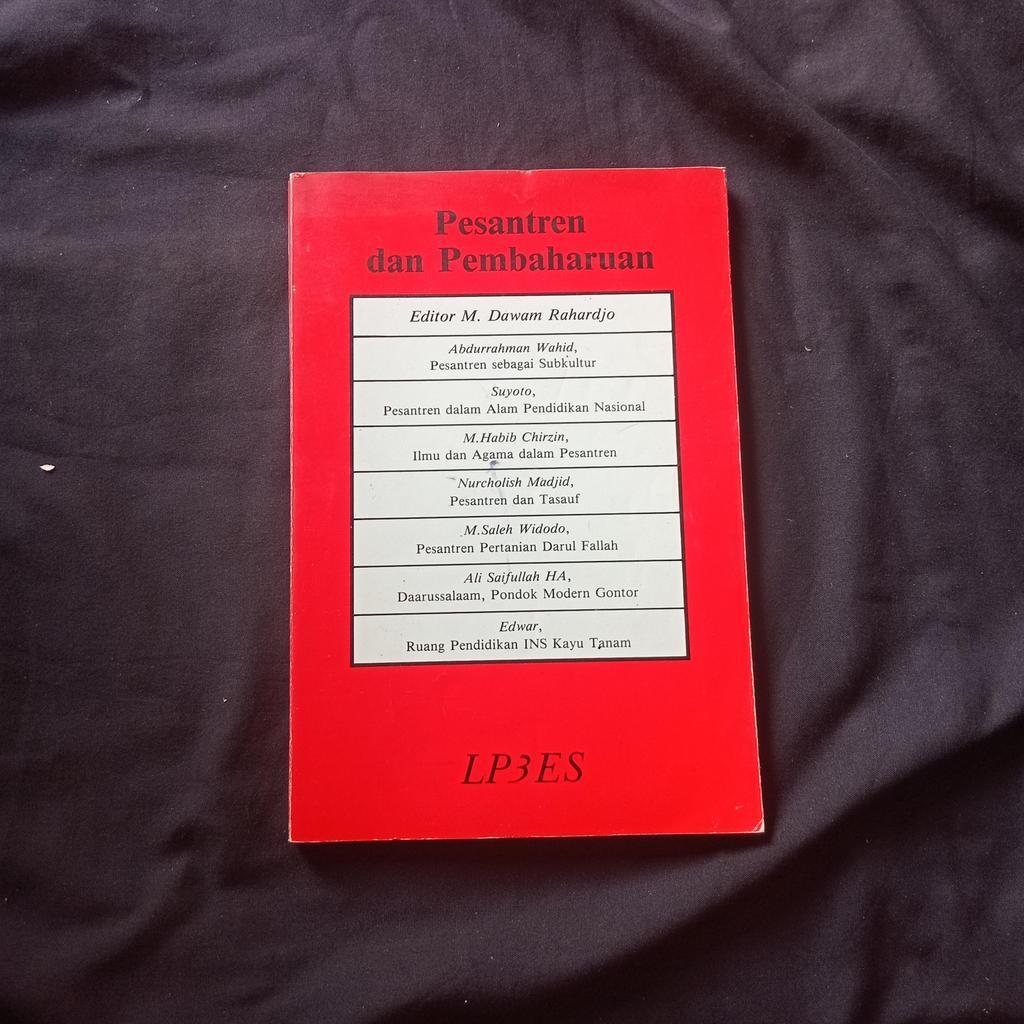 Pesantren
dan Pembaharuan
Editor M. Dawam Rahardjo
Abdurrahman Wahid,
Pesantren sebagai Subkultur
Suyoto,
Pesantren dalam Alam Pendidikan Nasional
M.Habib Chirzin,
Ilmu dan Agama dalam Pesantren
Nurcholish Madjid,
Pesantren dan Tasauf
M.Saleh Widodo,
Pesantren Pertanian Darul Fallah
Ali Saifullah HA,
Daarussalaam, Pondok Modern Gontor
Edwar,
Ruang Pendidikan INS Kayu Tanam
LP3ES